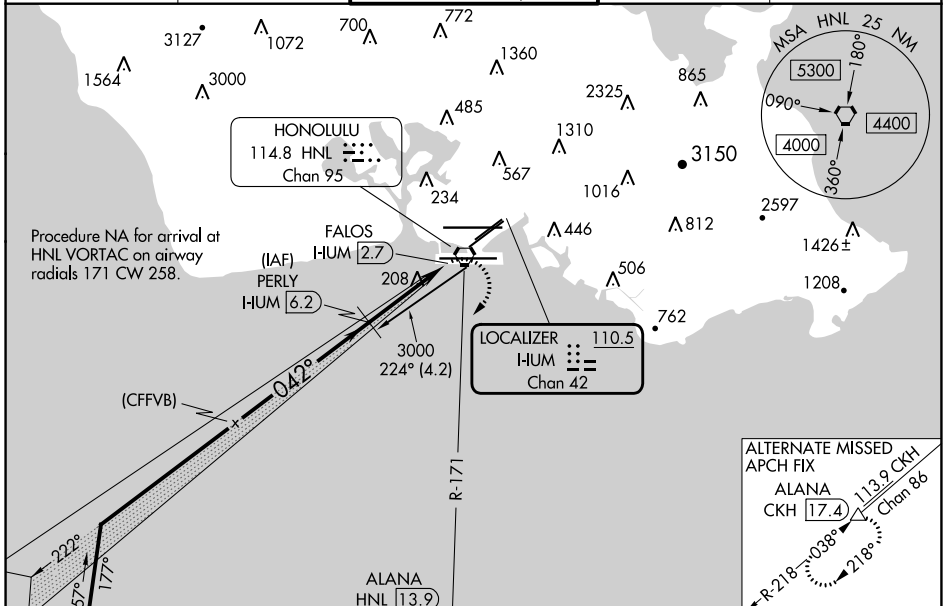 3127
1072
700
772
1360
1564
3000
485
2325
865
1310
567
1016
3150
234
446
812
2597
1426±
1208
506
762
208
MSA HNL 25 NM
180°
5300
090°
4400
4000
360°
HONOLULU
114.8 HNL
Chan 95
Procedure NA for arrival at
HNL VORTAC on airway
radials 171 CW 258.
FALOS
I-UM 2.7
(IAF)
PERLY
I-UM 6.2
3000
224° (4.2)
LOCALIZER 110.5
I-UM
Chan 42
042°
(CFFVB)
R-171
222°
57°
177°
ALANA
HNL 13.9
ALTERNATE MISSED
APCH FIX
113.9 CKH
Chan 86
ALANA
CKH 17.4
038°
218°
R-218